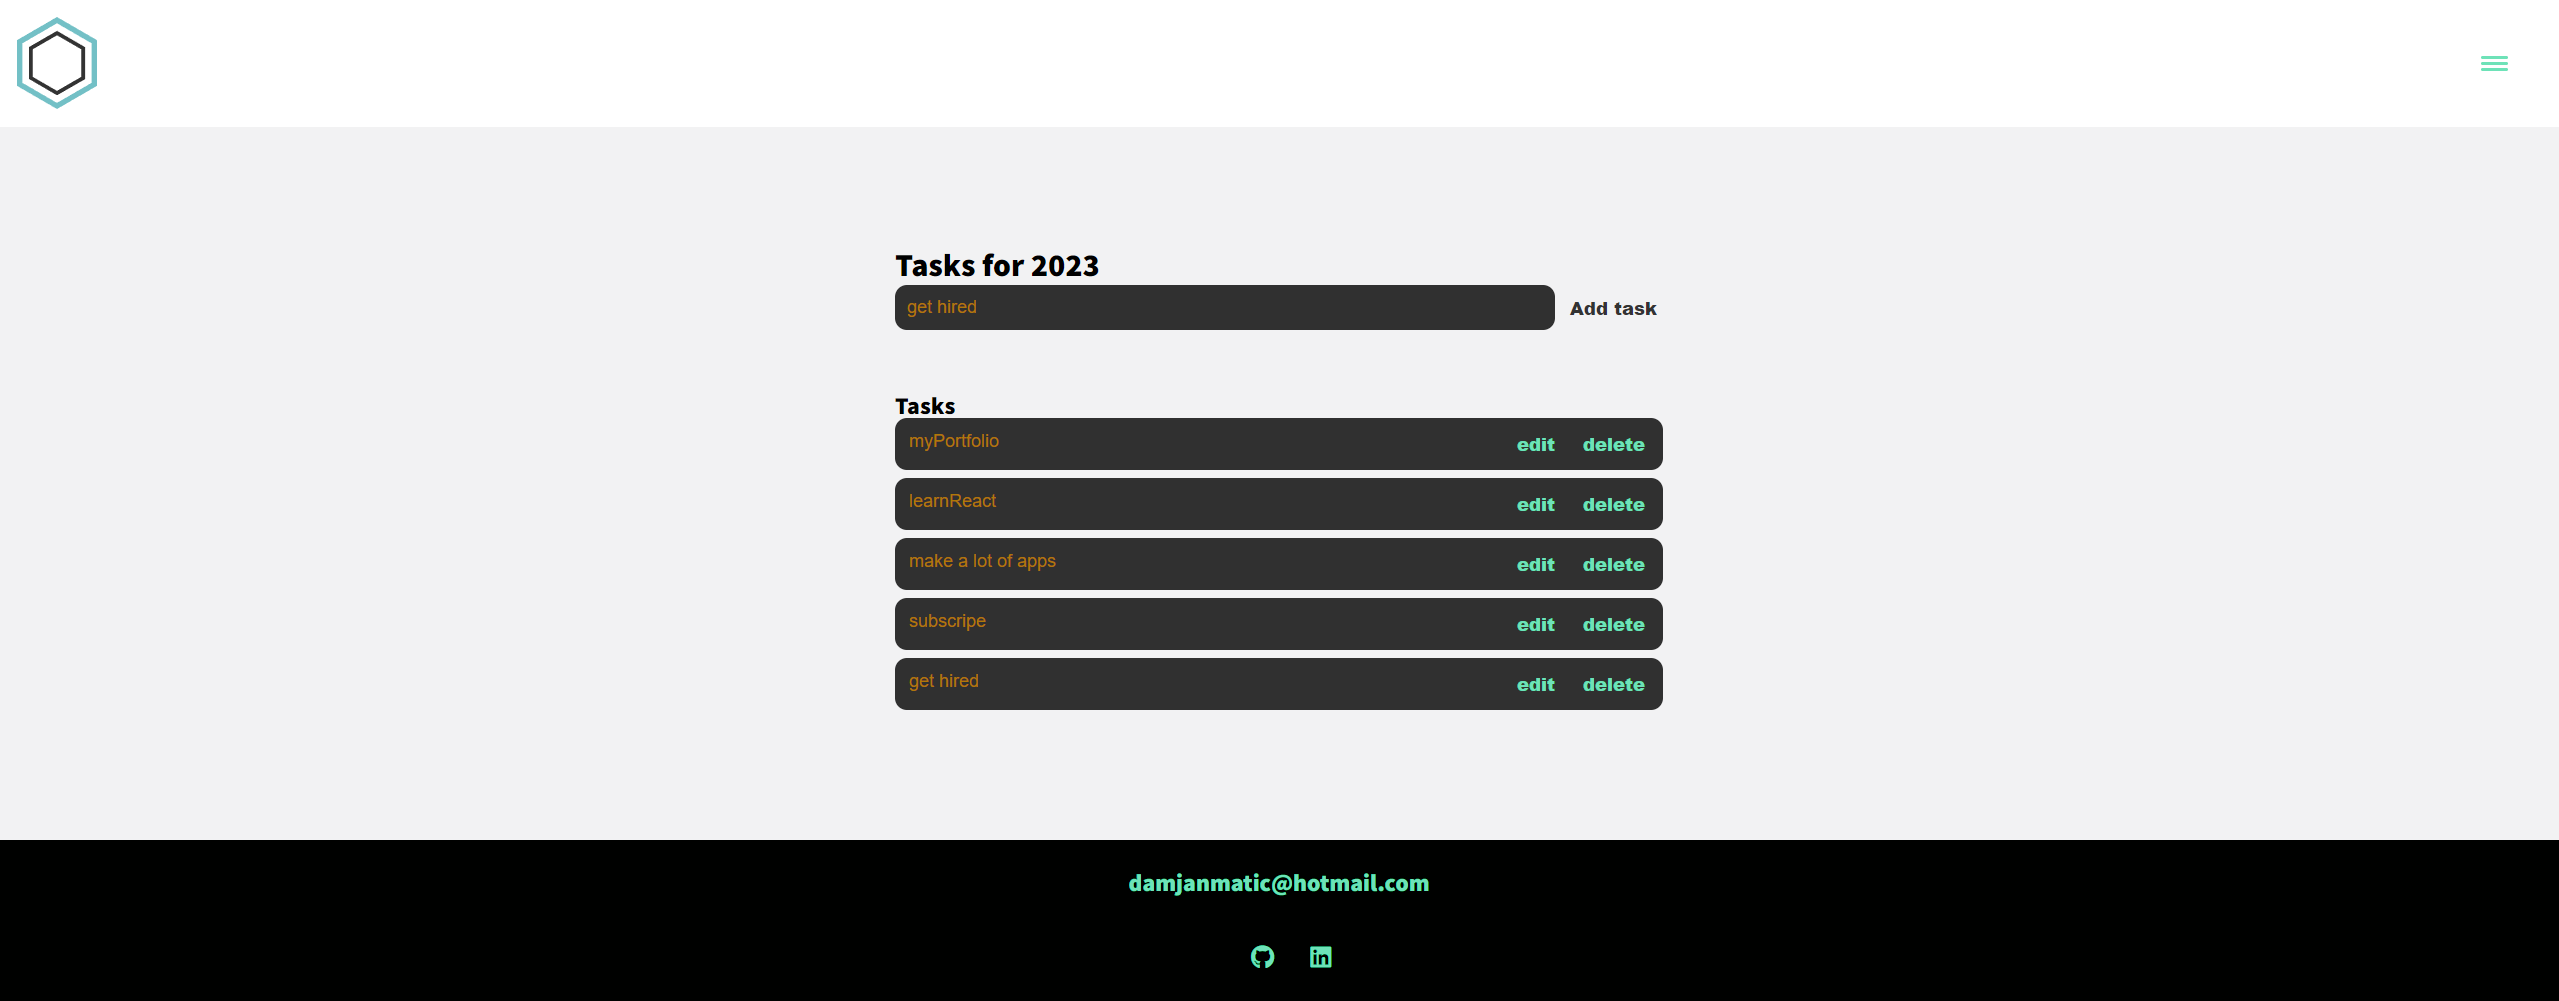 Tasks for 2023
get hired Add task
Tasks
myPortfolio edit delete
learnReact edit delete
make a lot of apps edit delete
subscripe edit delete
get hired edit delete
damjanmatic@hotmail.com
in